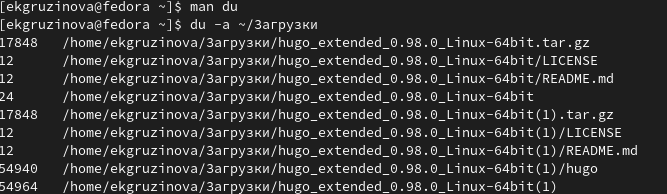 [ekgruzinova@fedora ~]$ man du
[ekgruzinova@fedora ~]$ du -a ~/Загрузки
17848 /home/ekgruzinova/Загрузки/hugo_extended_0.98.0_Linux-64bit.tar.gz
12 /home/ekgruzinova/Загрузки/hugo_extended_0.98.0_Linux-64bit/LICENSE
12 /home/ekgruzinova/Загрузки/hugo_extended_0.98.0_Linux-64bit/README.md
24 /home/ekgruzinova/Загрузки/hugo_extended_0.98.0_Linux-64bit
17848 /home/ekgruzinova/Загрузки/hugo_extended_0.98.0_Linux-64bit(1).tar.gz
12 /home/ekgruzinova/Загрузки/hugo_extended_0.98.0_Linux-64bit(1)/LICENSE
12 /home/ekgruzinova/Загрузки/hugo_extended_0.98.0_Linux-64bit(1)/README.md
54940 /home/ekgruzinova/Загрузки/hugo_extended_0.98.0_Linux-64bit(1)/hugo
54964 /home/ekgruzinova/Загрузки/hugo_extended_0.98.0_Linux-64bit(1)